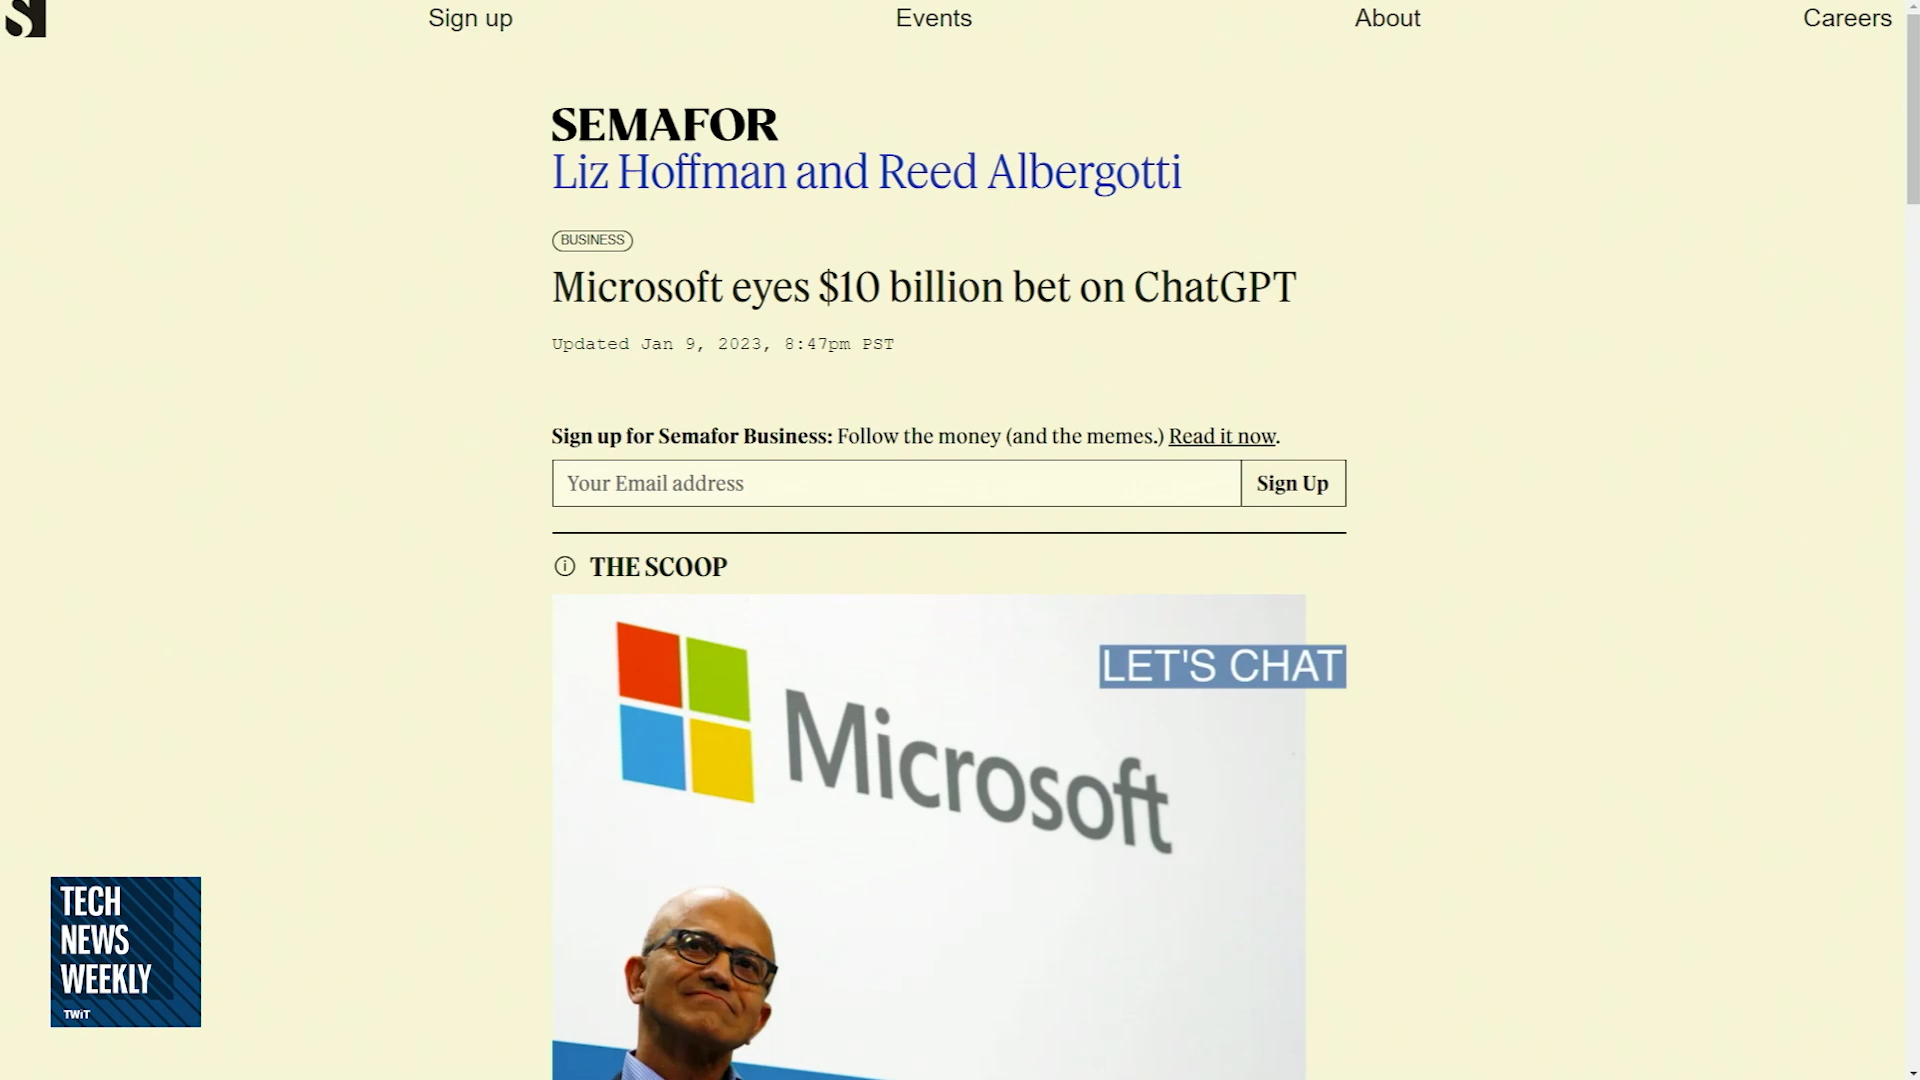 Sign up
Events
About
Careers
SEMAFOR
Liz Hoffman and Reed Albergotti
BUSINESS
Microsoft eyes $10 billion bet on ChatGPT
Updated Jan 9, 2023, 8:47pm PST
Sign up for Semafor Business: Follow the money (and the memes.) Read it now.
Your Email address
Sign Up
THE SCOOP
LET'S CHAT
Microsoft
TECH
NEWS
WEEKLY
TWiT